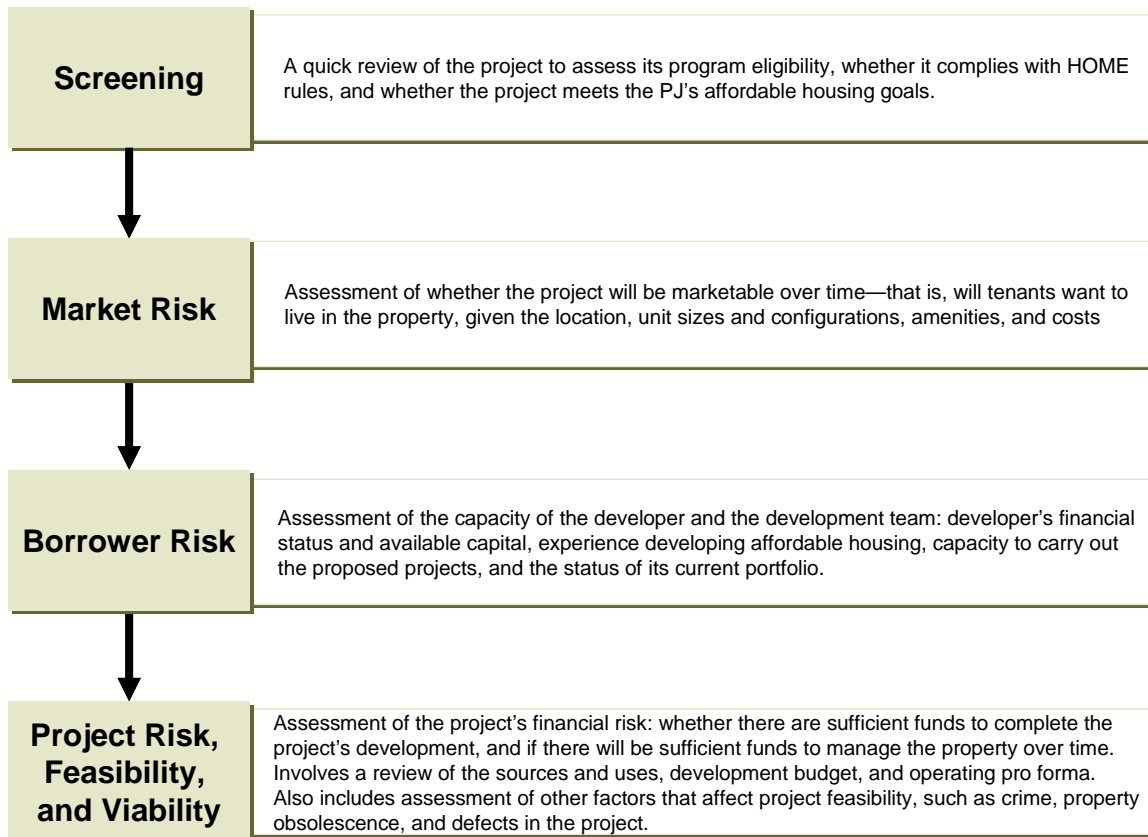 Screening
A quick review of the project to assess its program eligibility, whether it complies with HOME
rules, and whether the project meets the PJ’s affordable housing goals.
Market Risk
Assessment of whether the project will be marketable over time—that is, will tenants want to
live in the property, given the location, unit sizes and configurations, amenities, and costs
Borrower Risk
Assessment of the capacity of the developer and the development team: developer’s financial
status and available capital, experience developing affordable housing, capacity to carry out
the proposed projects, and the status of its current portfolio.
Project Risk,
Feasibility,
and Viability
Assessment of the project’s financial risk: whether there are sufficient funds to complete the
project’s development, and if there will be sufficient funds to manage the property over time.
Involves a review of the sources and uses, development budget, and operating pro forma.
Also includes assessment of other factors that affect project feasibility, such as crime, property
obsolescence, and defects in the project.